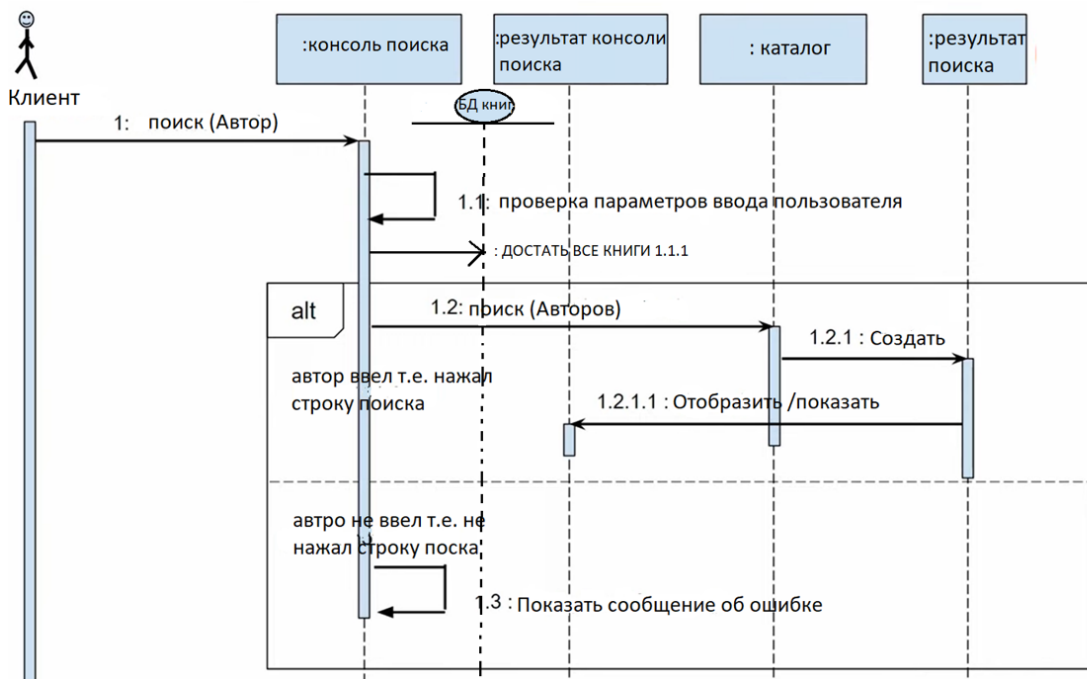 :консоль поиска
:результат консоли
поиска
: каталог
:результат
поиска
Клиент
БД книг
1: поиск (Автор)
1.1: проверка параметров ввода пользователя
: ДОСТАТЬ ВСЕ КНИГИ 1.1.1
alt
1.2: поиск (Авторов)
1.2.1 : Создать
автор ввел т.е. нажал
строку поиска
1.2.1.1 : Отобразить /показать
автро не ввел т.е. не
нажал строку поска
1.3 : Показать сообщение об ошибке